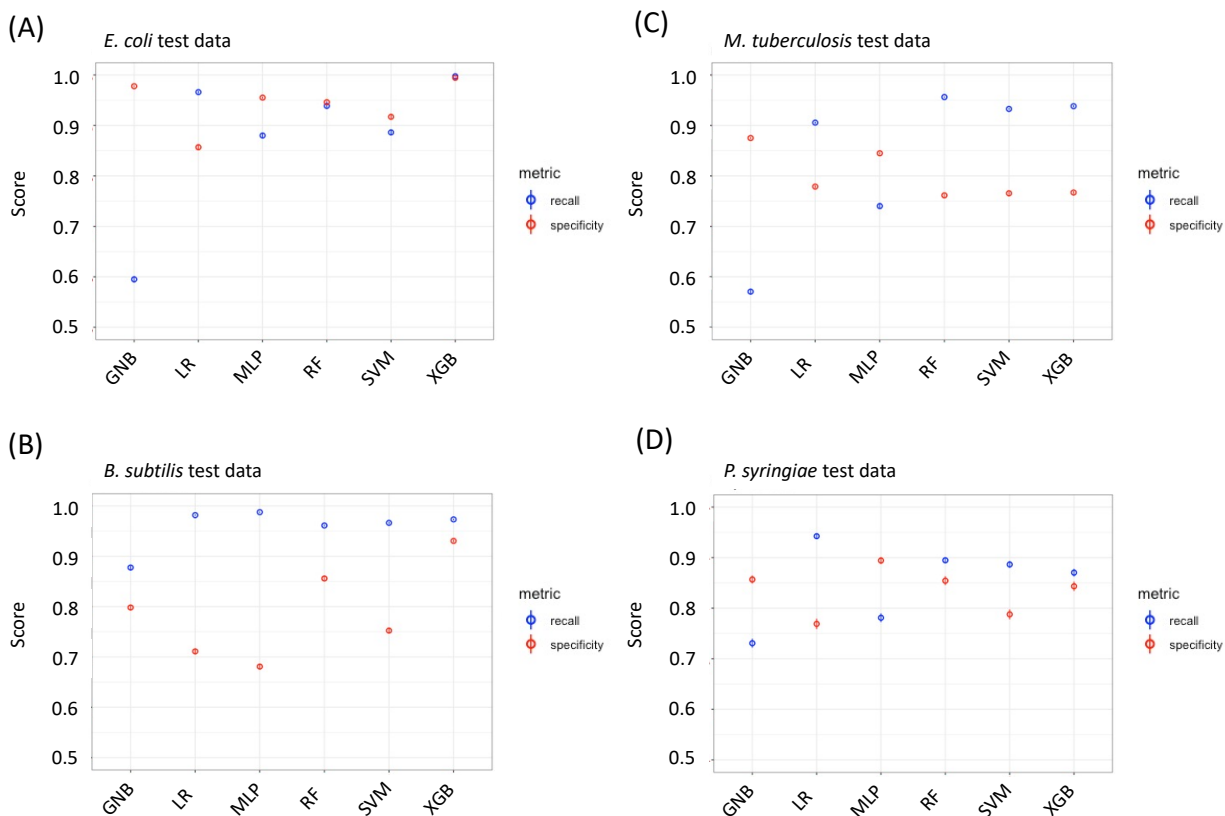 (A)
E. coli test data
1.0
0.9
0.8
0.7
0.6
0.5
Score
GNB
LR
MLP
RF
SVM
XGB
metric
recall
specificity
(C)
M. tuberculosis test data
1.0
0.9
0.8
0.7
0.6
0.5
Score
GNB
LR
MLP
RF
SVM
XGB
metric
recall
specificity
(B)
B. subtilis test data
1.0
0.9
0.8
0.7
0.6
0.5
Score
GNB
LR
MLP
RF
SVM
XGB
metric
recall
specificity
(D)
P. syringiae test data
1.0
0.9
0.8
0.7
0.6
0.5
Score
GNB
LR
MLP
RF
SVM
XGB
metric
recall
specificity